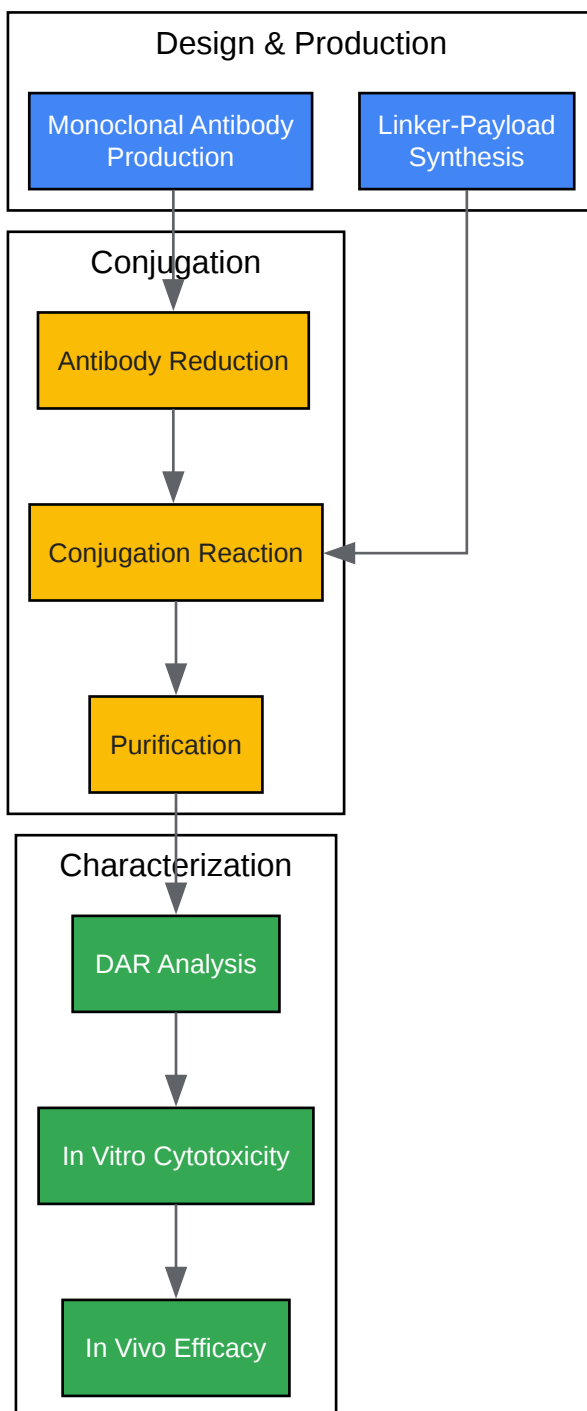 Design & Production
Monoclonal Antibody
Production
Linker-Payload
Synthesis
Conjugation
Antibody Reduction
Conjugation Reaction
Purification
Characterization
DAR Analysis
In Vitro Cytotoxicity
In Vivo Efficacy